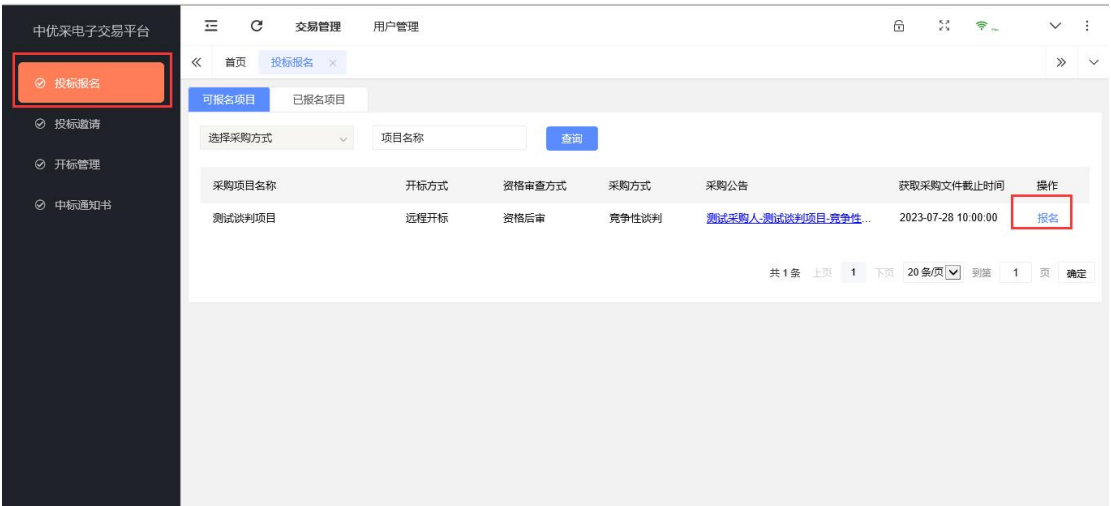 中优采电子交易平台
交易管理 用户管理
首页 投标报名 ×
投标报名
投标邀请
开标管理
中标通知书
可报名项目 已报名项目
选择采购方式 项目名称 查询
采购项目名称 开标方式 资格审查方式 采购方式 采购公告 获取采购文件截止时间 操作
测试谈判项目 远程开标 资格后审 竞争性谈判 测试采购人-测试谈判项目-竞争性... 2023-07-28 10:00:00 报名
共 1 条 上页 1 下页 20 条/页 到第 1 页 确定